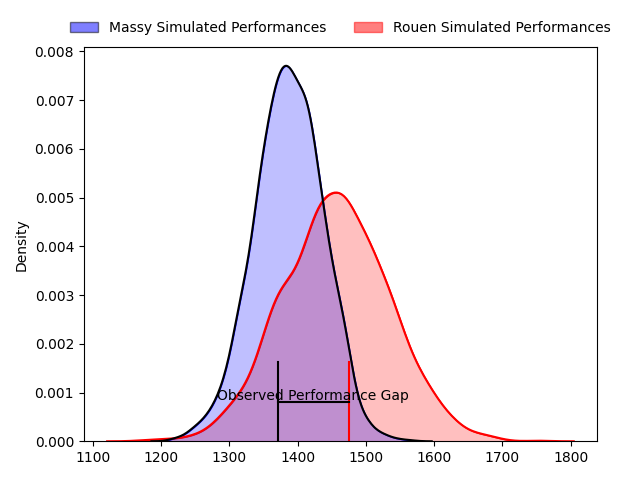 Massy Simulated Performances Rouen Simulated Performances
0.008
0.007
0.006
0.005
0.004
0.003
0.002
0.001
0.000
Density
Observed Performance Gap
1100 1200 1300 1400 1500 1600 1700 1800